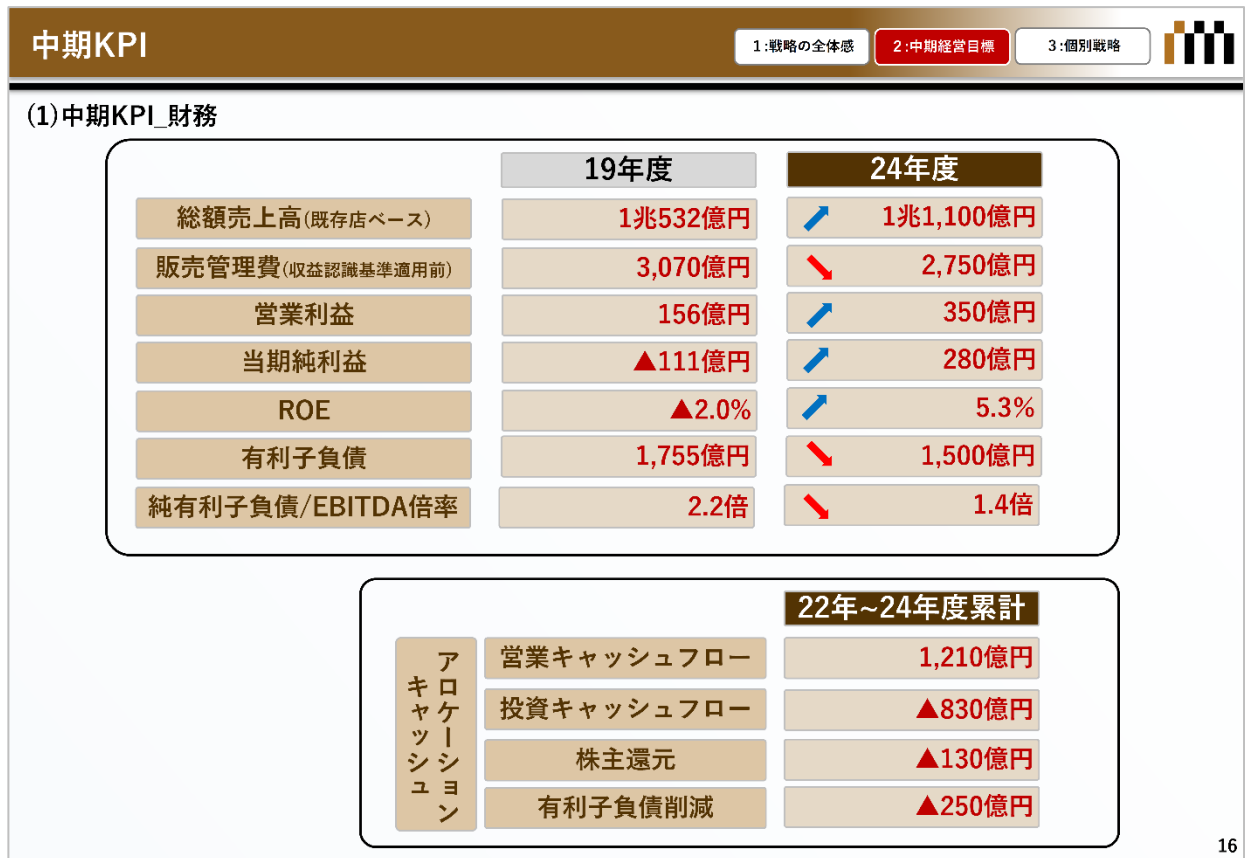 中期KPI
1:戦略の全体感
2:中期経営目標
3:個別戦略
(1)中期KPI_財務
19年度 24年度
総額売上高(既存店ベース) 1兆532億円 1兆1,100億円
販売管理費(収益認識基準適用前) 3,070億円 2,750億円
営業利益 156億円 350億円
当期純利益 ▲111億円 280億円
ROE ▲2.0% 5.3%
有利子負債 1,755億円 1,500億円
純有利子負債/EBITDA倍率 2.2倍 1.4倍
22年~24年度累計
キャッシュ
アロケーション
営業キャッシュフロー 1,210億円
投資キャッシュフロー ▲830億円
株主還元 ▲130億円
有利子負債削減 ▲250億円
16